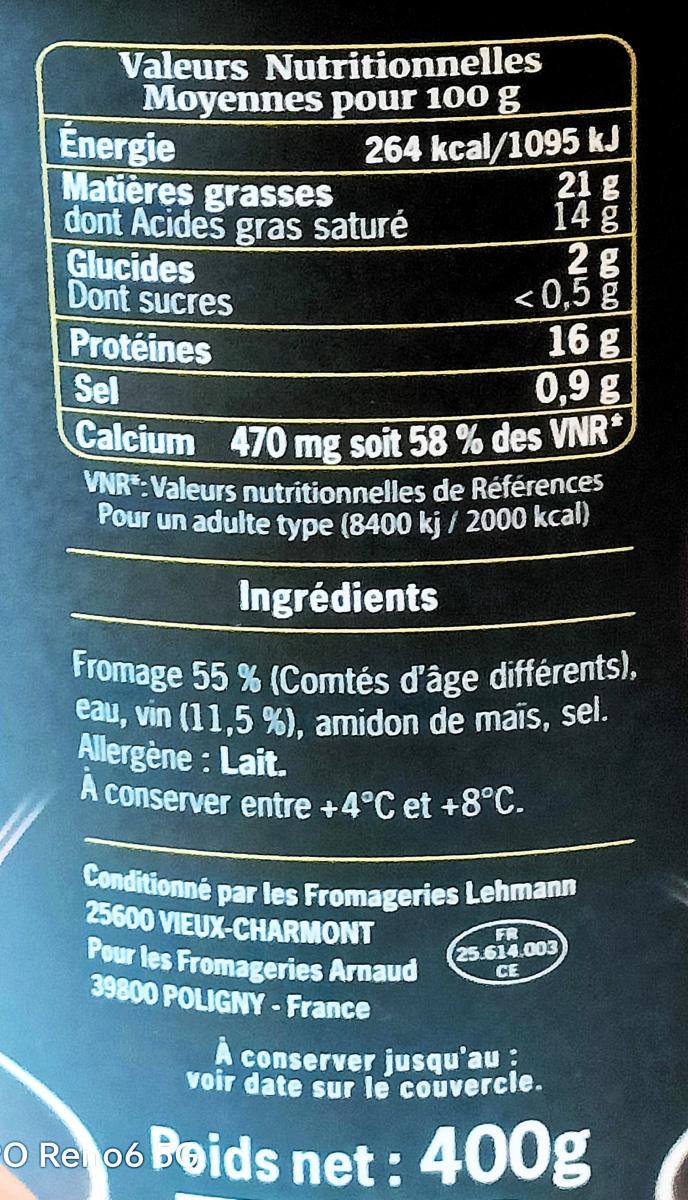 Valeurs Nutritionnelles
Moyennes pour 100 g
Énergie 264 kcal/1095 kJ
Matières grasses 21 g
dont Acides gras saturé 14 g
Glucides 2 g
Dont sucres < 0,5 g
Protéines 16 g
Sel 0,9 g
Calcium 470 mg soit 58 % des VNR*
VNR*: Valeurs nutritionnelles de Références
Pour un adulte type (8400 kj / 2000 kcal)
Ingrédients
Fromage 55 % (Comtés d'âge différents),
eau, vin (11,5 %), amidon de maïs, sel.
Allergène : Lait.
À conserver entre +4°C et +8°C.
Conditionné par les Fromageries Lehmann
25600 VIEUX-CHARMONT
Pour les Fromageries Arnaud
39800 POLIGNY - France
FR
25.614.003
CE
À conserver jusqu'au :
voir date sur le couvercle.
Poids net : 400g
O Reno6 5G